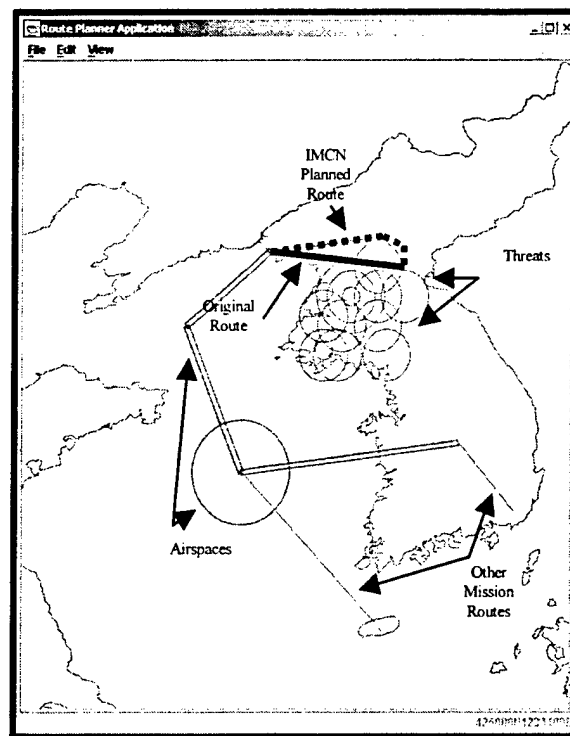 Route Planner Application
File Edit View
IMCN
Planned
Route
Threats
Original
Route
Airspaces
Other
Mission
Routes